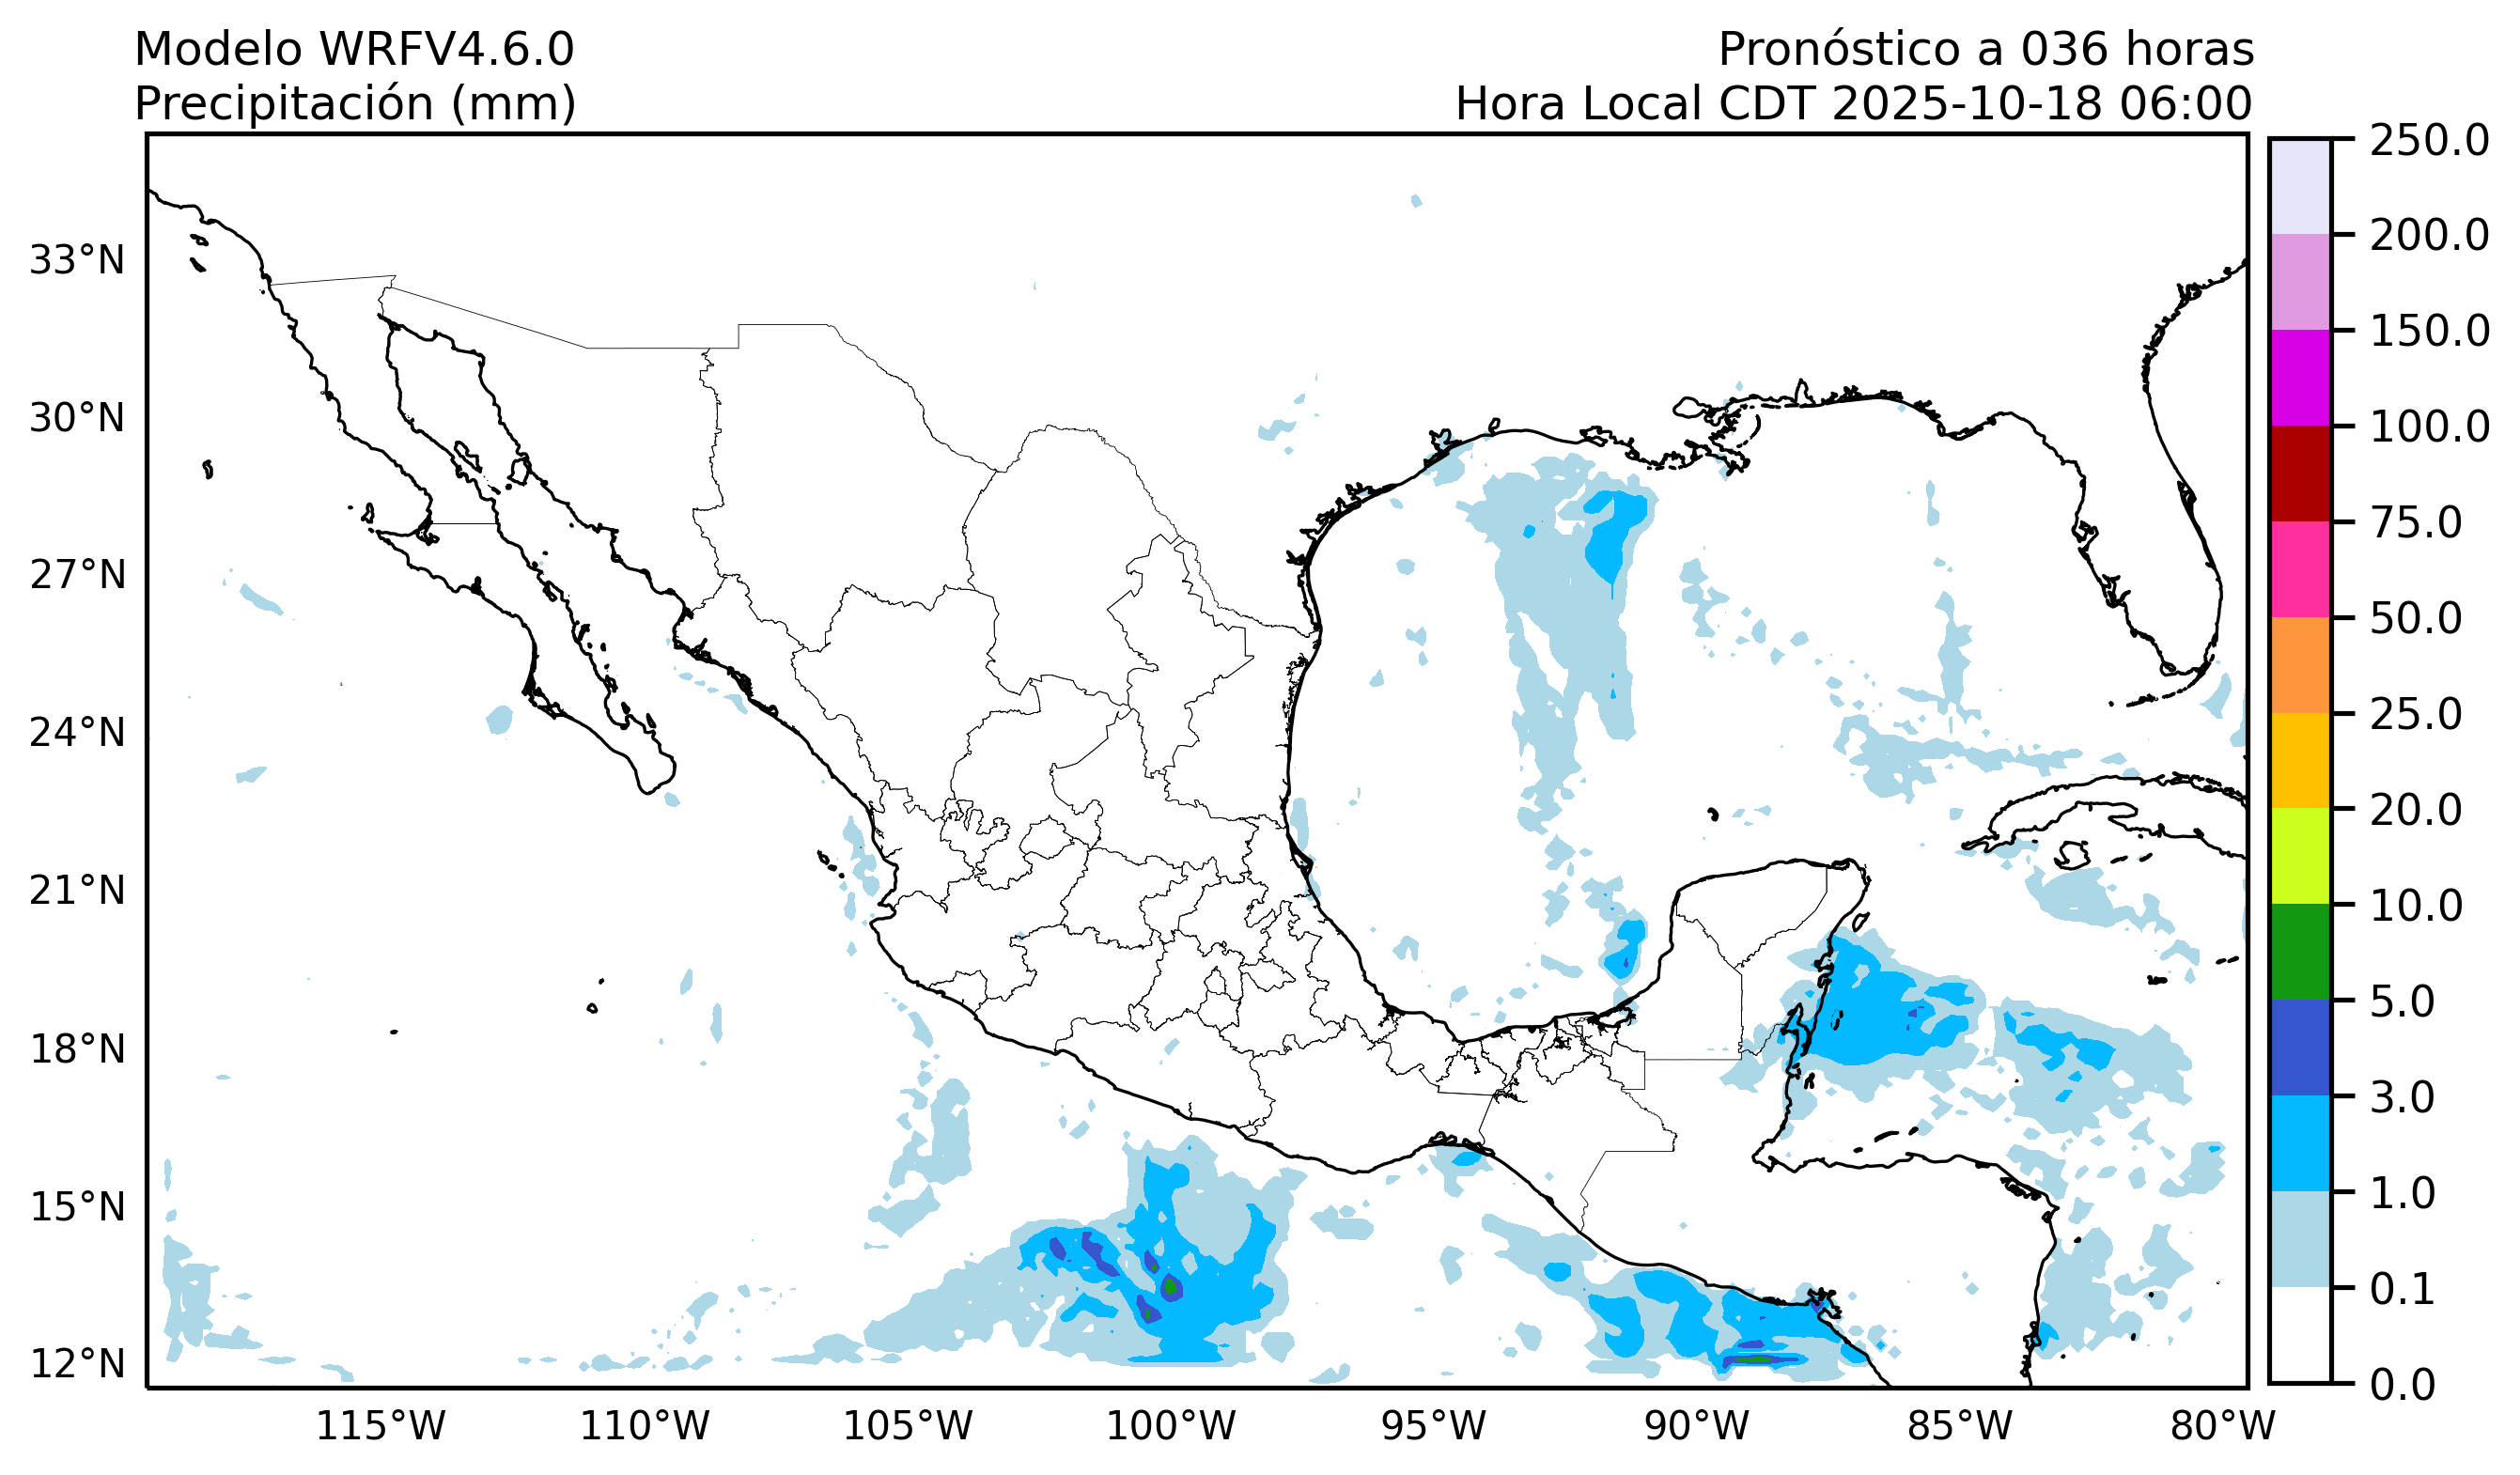 Modelo WRFV4.6.0
Precipitación (mm)
Pronóstico a 036 horas
Hora Local CDT 2025-10-18 06:00
33°N
30°N
27°N
24°N
21°N
18°N
15°N
12°N
115°W
110°W
105°W
100°W
95°W
90°W
85°W
80°W
250.0
200.0
150.0
100.0
75.0
50.0
25.0
20.0
10.0
5.0
3.0
1.0
0.1
0.0